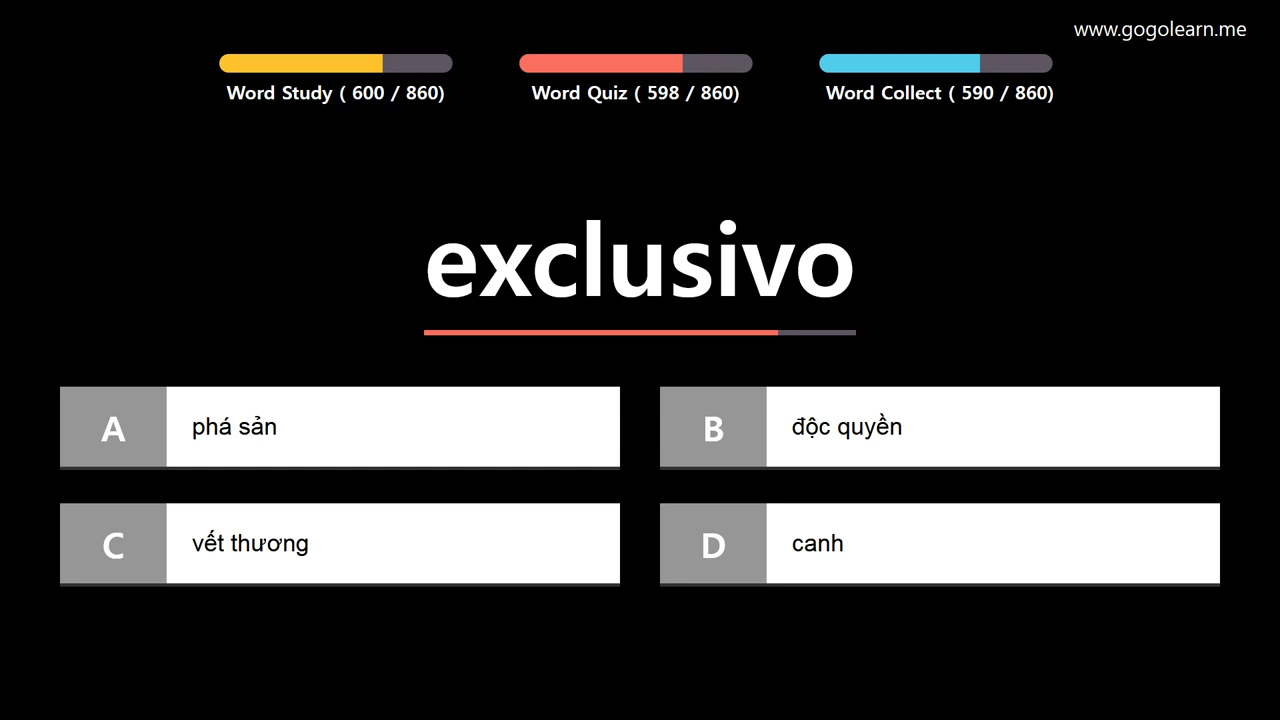 www.gogolearn.me
Word Study ( 600 / 860)
Word Quiz ( 598 / 860)
Word Collect ( 590 / 860)
exclusivo
A phá sản
B độc quyền
C vết thương
D canh